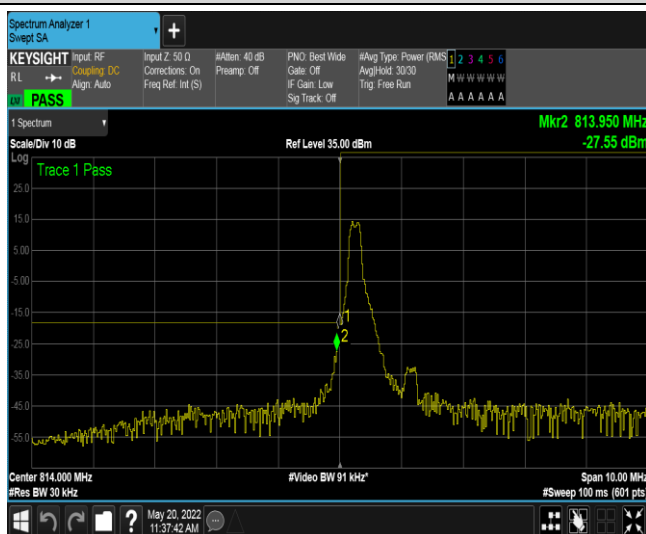 Spectrum Analyzer 1
Swept SA
+
KEYSIGHT Input: RF Input Z: 50 Ω #Atten: 40 dB PNO: Best Wide #Avg Type: Power (RMS 1 2 3 4 5 6
RL Coupling: DC Corrections: On Preamp: Off Gate: Off Avg|Hold: 30/30 M W W W W W
Align: Auto Freq Ref: Int (S) IF Gain: Low Trig: Free Run
PASS Sig Track: Off A A A A A A
1 Spectrum Mkr2 813.950 MHz
Scale/Div 10 dB Ref Level 35.00 dBm -27.55 dBm
Log
Trace 1 Pass
25.0
15.0
5.00
-5.00
-15.0
1
2
-25.0
-35.0
-45.0
-55.0
Center 814.000 MHz #Video BW 91 kHz* Span 10.00 MHz
#Res BW 30 kHz #Sweep 100 ms (601 pts)
? May 20, 2022
11:37:42 AM